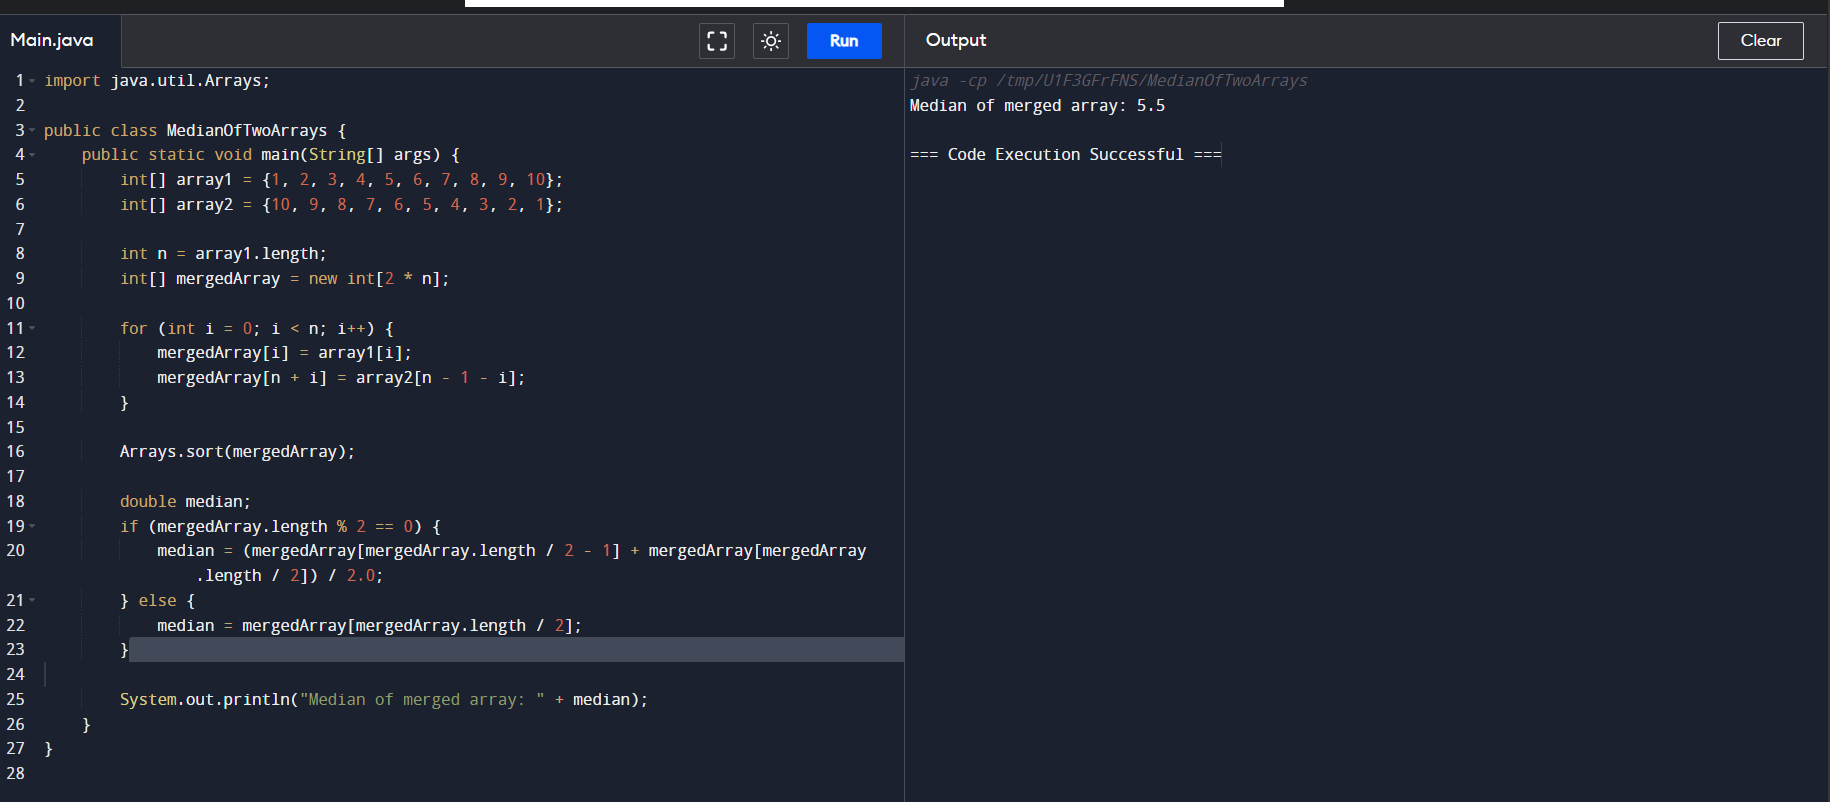 Main.java
Run
Output
Clear
1 import java.util.Arrays;
2
3 public class MedianOfTwoArrays {
4     public static void main(String[] args) {
5         int[] array1 = {1, 2, 3, 4, 5, 6, 7, 8, 9, 10};
6         int[] array2 = {10, 9, 8, 7, 6, 5, 4, 3, 2, 1};
7
8         int n = array1.length;
9         int[] mergedArray = new int[2 * n];
10
11         for (int i = 0; i < n; i++) {
12             mergedArray[i] = array1[i];
13             mergedArray[n + i] = array2[n - 1 - i];
14         }
15
16         Arrays.sort(mergedArray);
17
18         double median;
19         if (mergedArray.length % 2 == 0) {
20             median = (mergedArray[mergedArray.length / 2 - 1] + mergedArray[mergedArray
                .length / 2]) / 2.0;
21         } else {
22             median = mergedArray[mergedArray.length / 2];
23         }
24
25         System.out.println("Median of merged array: " + median);
26     }
27 }
28
java -cp /tmp/U1F3GFrFNS/MedianOfTwoArrays
Median of merged array: 5.5
=== Code Execution Successful ===